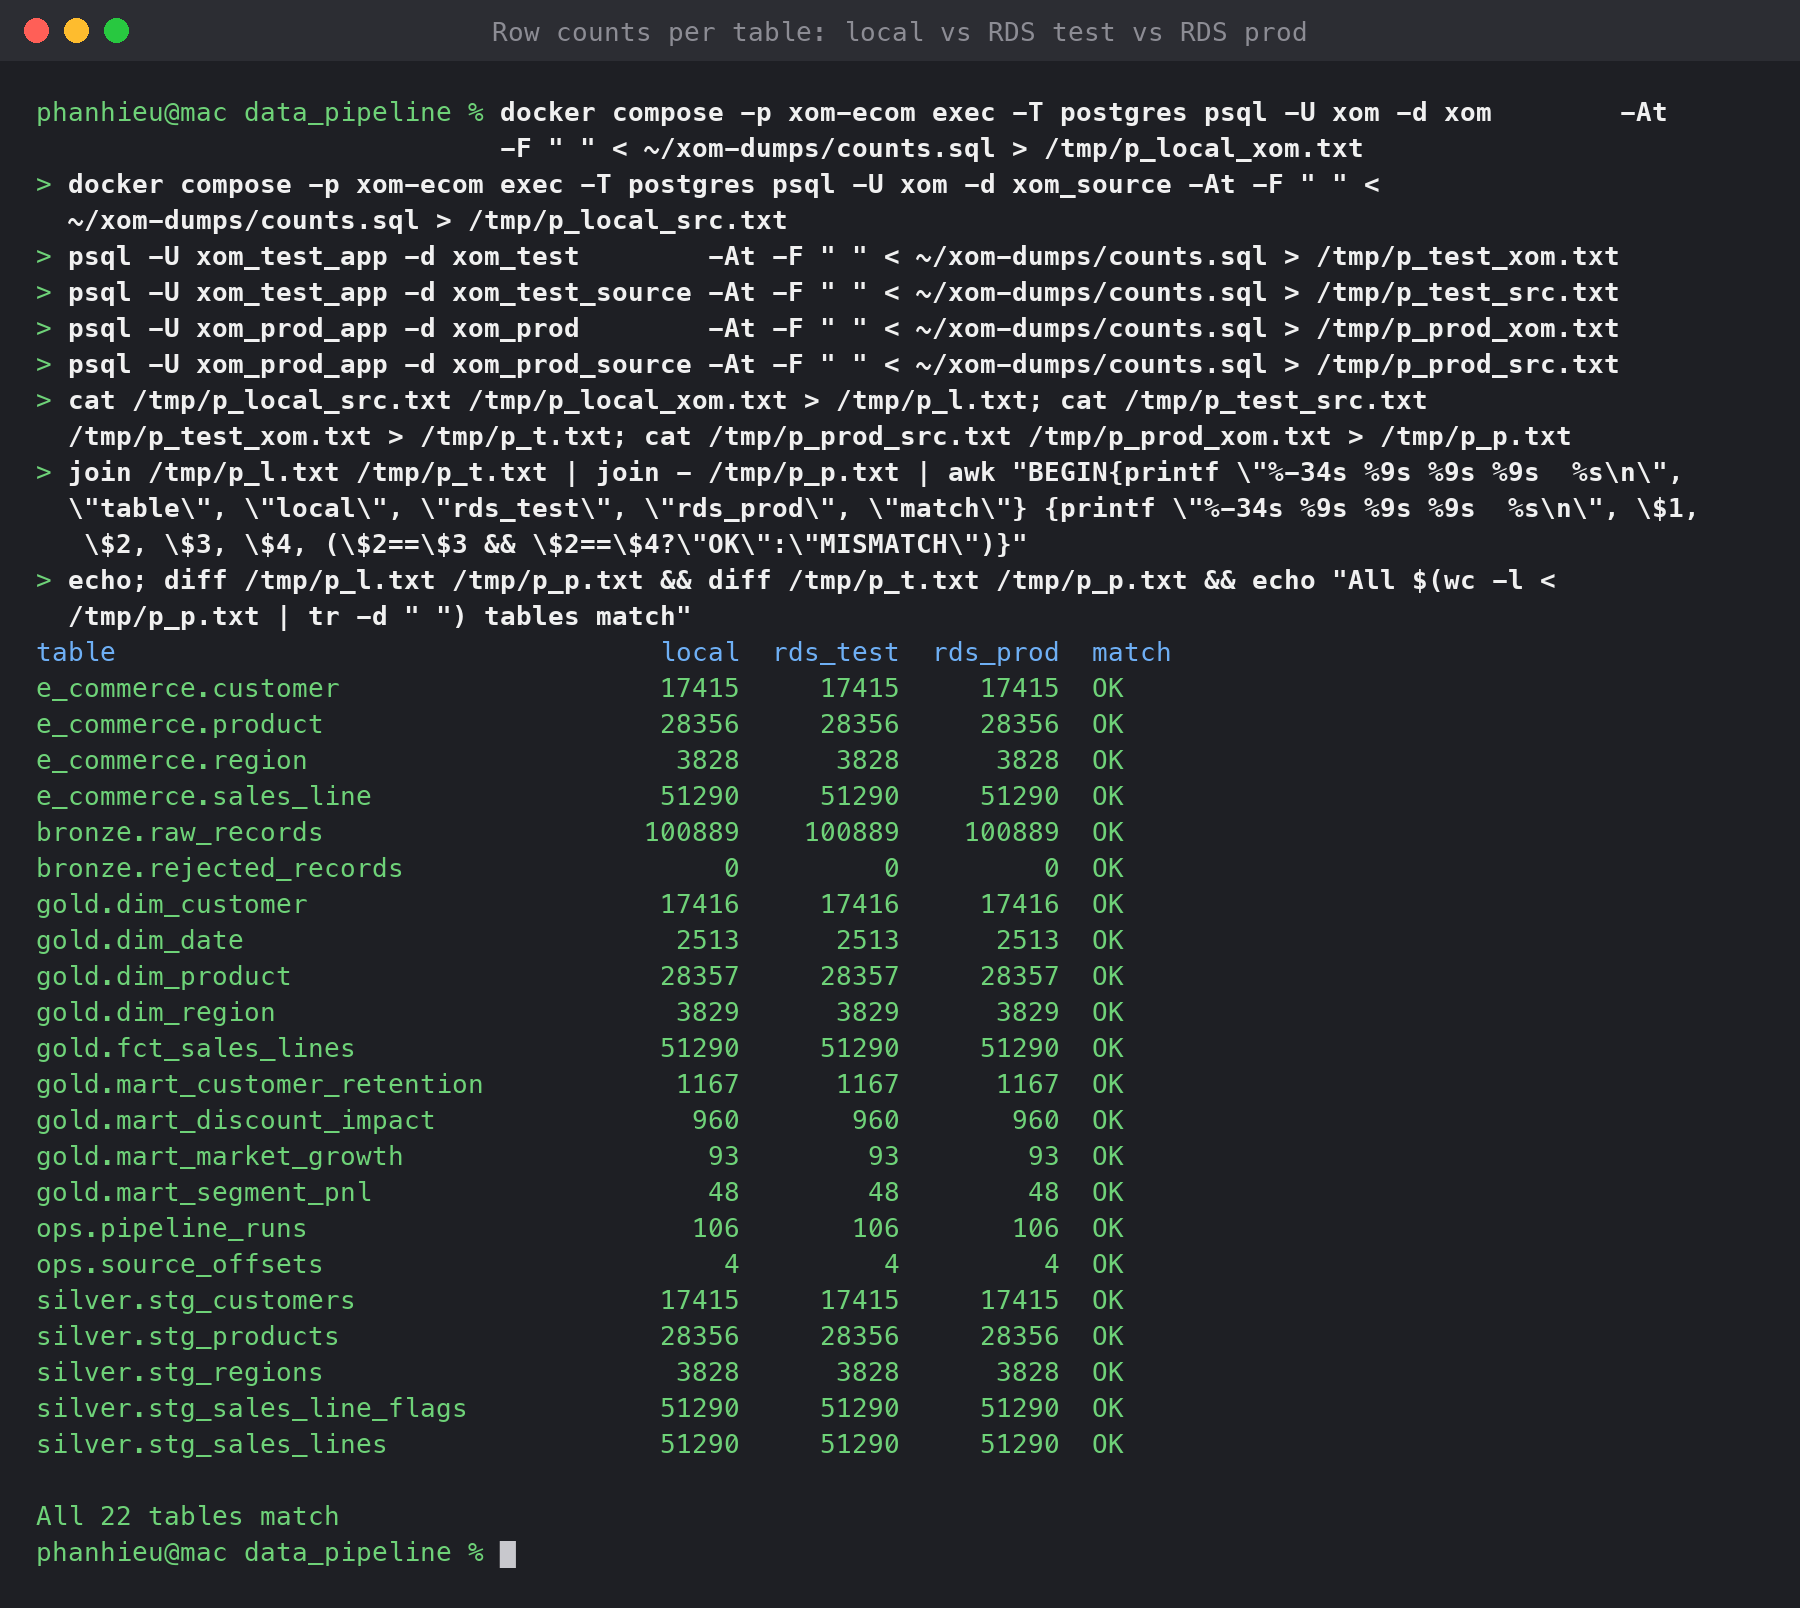 Row counts per table: local vs RDS test vs RDS prod
phanhieu@mac data_pipeline % docker compose -p xom-ecom exec -T postgres psql -U xom -d xom        -At
                             -F " " < ~/xom-dumps/counts.sql > /tmp/p_local_xom.txt
> docker compose -p xom-ecom exec -T postgres psql -U xom -d xom_source -At -F " " <
  ~/xom-dumps/counts.sql > /tmp/p_local_src.txt
> psql -U xom_test_app -d xom_test        -At -F " " < ~/xom-dumps/counts.sql > /tmp/p_test_xom.txt
> psql -U xom_test_app -d xom_test_source -At -F " " < ~/xom-dumps/counts.sql > /tmp/p_test_src.txt
> psql -U xom_prod_app -d xom_prod        -At -F " " < ~/xom-dumps/counts.sql > /tmp/p_prod_xom.txt
> psql -U xom_prod_app -d xom_prod_source -At -F " " < ~/xom-dumps/counts.sql > /tmp/p_prod_src.txt
> cat /tmp/p_local_src.txt /tmp/p_local_xom.txt > /tmp/p_l.txt; cat /tmp/p_test_src.txt
  /tmp/p_test_xom.txt > /tmp/p_t.txt; cat /tmp/p_prod_src.txt /tmp/p_prod_xom.txt > /tmp/p_p.txt
> join /tmp/p_l.txt /tmp/p_t.txt | join - /tmp/p_p.txt | awk "BEGIN{printf \"%-34s %9s %9s %9s  %s\n\",
  \"table\", \"local\", \"rds_test\", \"rds_prod\", \"match\"} {printf \"%-34s %9s %9s %9s  %s\n\", \$1,
   \$2, \$3, \$4, (\$2==\$3 && \$2==\$4?\"OK\":\"MISMATCH\")}"
> echo; diff /tmp/p_l.txt /tmp/p_p.txt && diff /tmp/p_t.txt /tmp/p_p.txt && echo "All $(wc -l <
  /tmp/p_p.txt | tr -d " ") tables match"
table                                  local  rds_test  rds_prod  match
e_commerce.customer                    17415     17415     17415  OK
e_commerce.product                     28356     28356     28356  OK
e_commerce.region                       3828      3828      3828  OK
e_commerce.sales_line                  51290     51290     51290  OK
bronze.raw_records                    100889    100889    100889  OK
bronze.rejected_records                    0         0         0  OK
gold.dim_customer                      17416     17416     17416  OK
gold.dim_date                           2513      2513      2513  OK
gold.dim_product                       28357     28357     28357  OK
gold.dim_region                         3829      3829      3829  OK
gold.fct_sales_lines                   51290     51290     51290  OK
gold.mart_customer_retention            1167      1167      1167  OK
gold.mart_discount_impact                960       960       960  OK
gold.mart_market_growth                   93        93        93  OK
gold.mart_segment_pnl                     48        48        48  OK
ops.pipeline_runs                        106       106       106  OK
ops.source_offsets                         4         4         4  OK
silver.stg_customers                   17415     17415     17415  OK
silver.stg_products                    28356     28356     28356  OK
silver.stg_regions                      3828      3828      3828  OK
silver.stg_sales_line_flags            51290     51290     51290  OK
silver.stg_sales_lines                 51290     51290     51290  OK
All 22 tables match
phanhieu@mac data_pipeline %